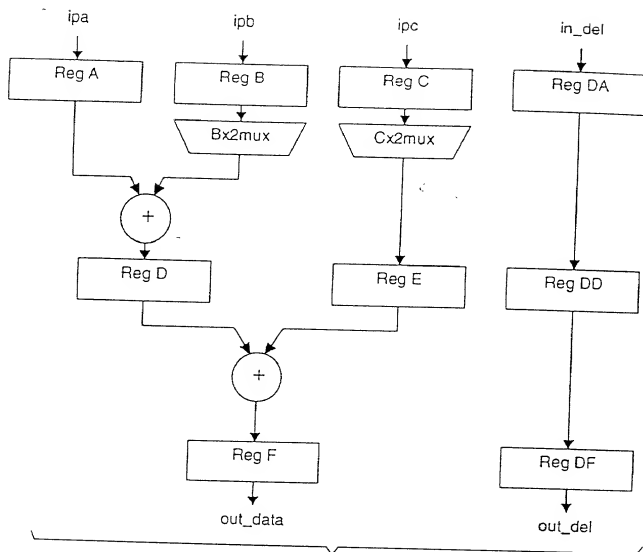 ipa
ipb
ipc
in_del
Reg A
Reg B
Reg C
Reg DA
Bx2mux
Cx2mux
+
Reg D
Reg E
Reg DD
+
Reg F
Reg DF
out_data
out_del